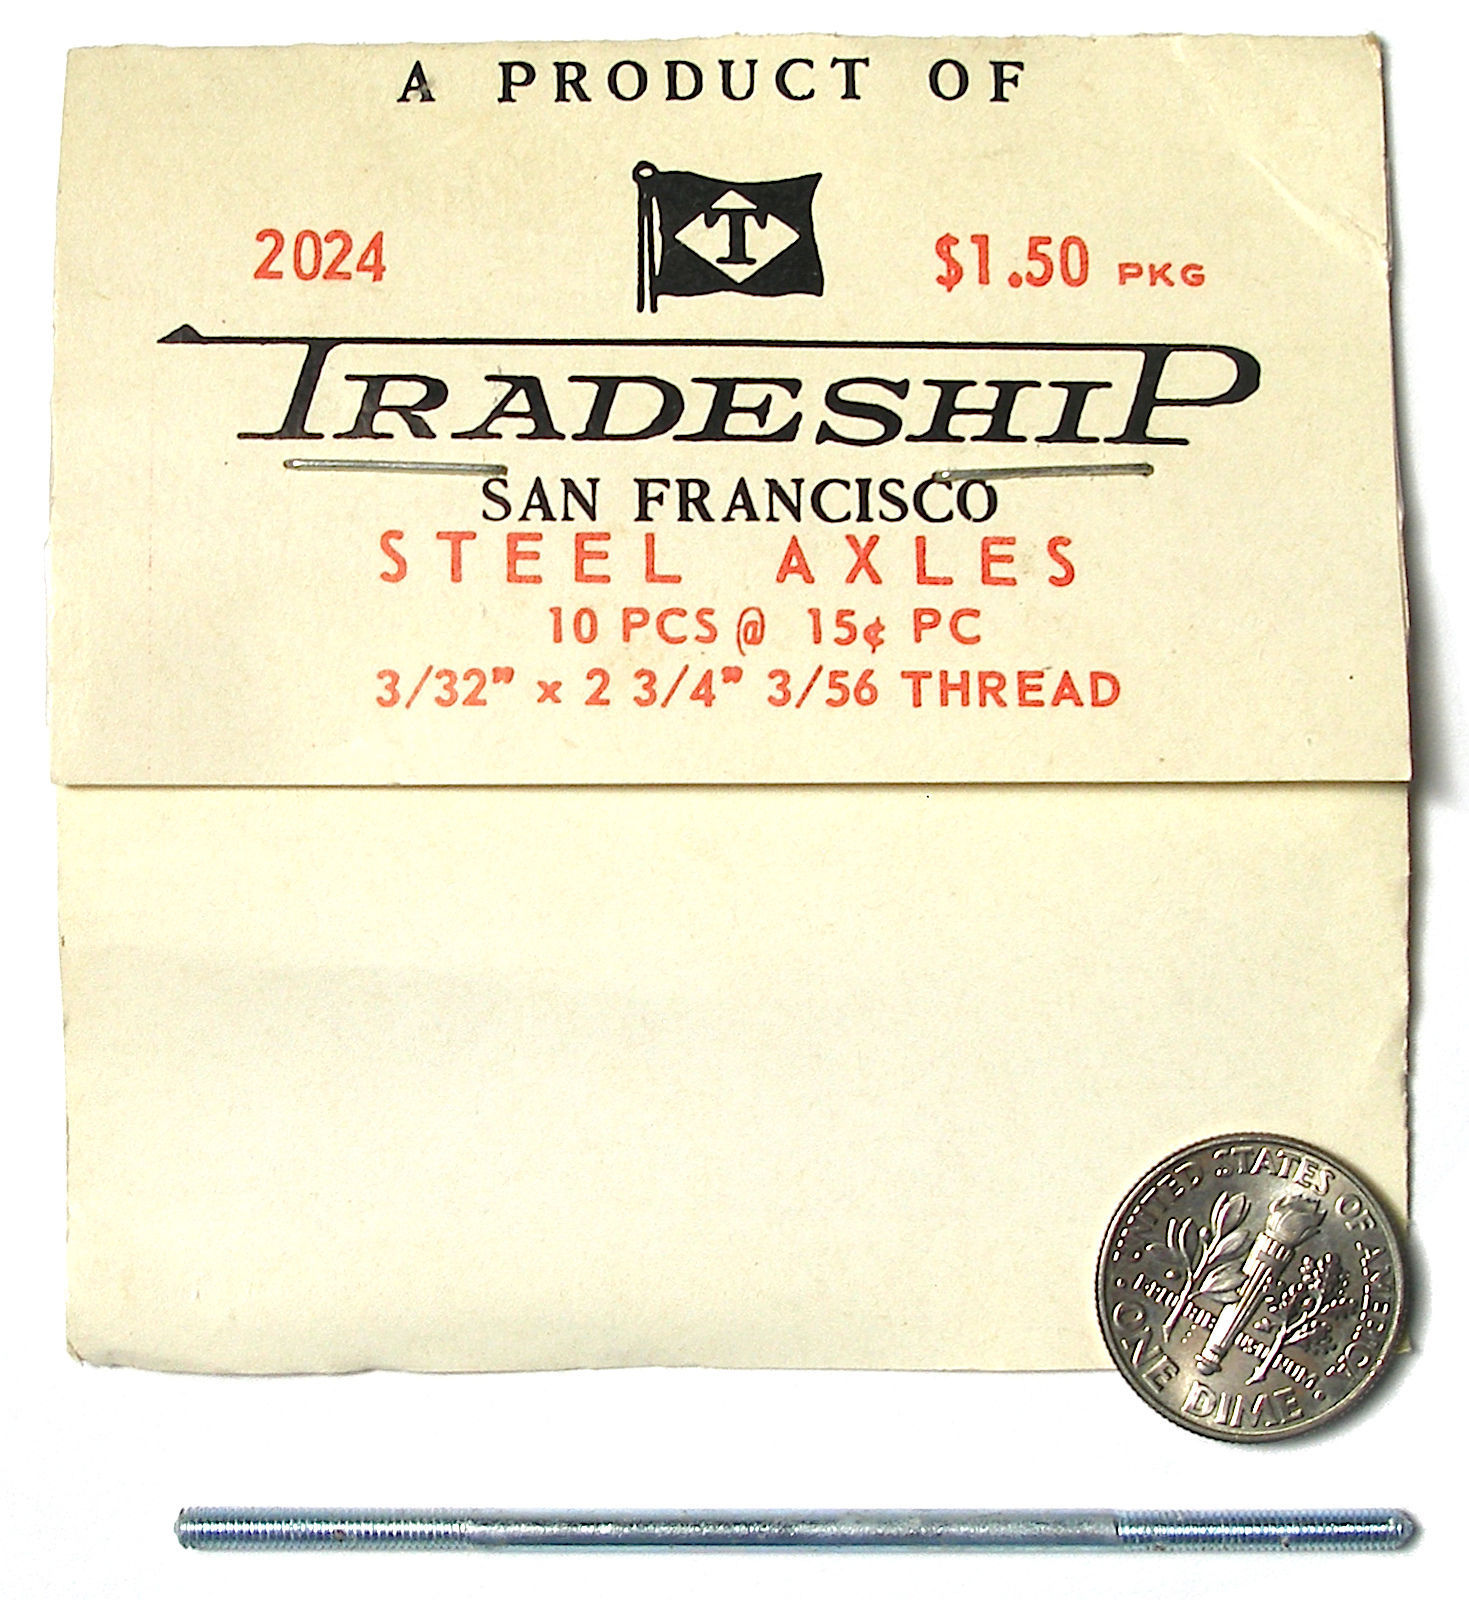 A PRODUCT OF
T
2024
$1.50 PKG
TRADESHIP
SAN FRANCISCO
STEEL AXLES
10 PCS @ 15¢ PC
3/32" x 2 3/4" 3/56 THREAD
UNITED STATES OF AMERICA
ONE DIME